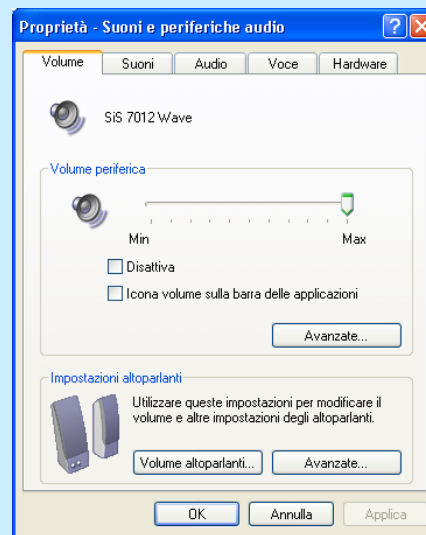 Proprietà - Suoni e periferiche audio
Volume Suoni Audio Voce Hardware
SiS 7012 Wave
Volume periferica
Min Max
Disattiva
Icona volume sulla barra delle applicazioni
Avanzate...
Impostazioni altoparlanti
Utilizzare queste impostazioni per modificare il
volume e altre impostazioni degli altoparlanti.
Volume altoparlanti... Avanzate...
OK Annulla Applica